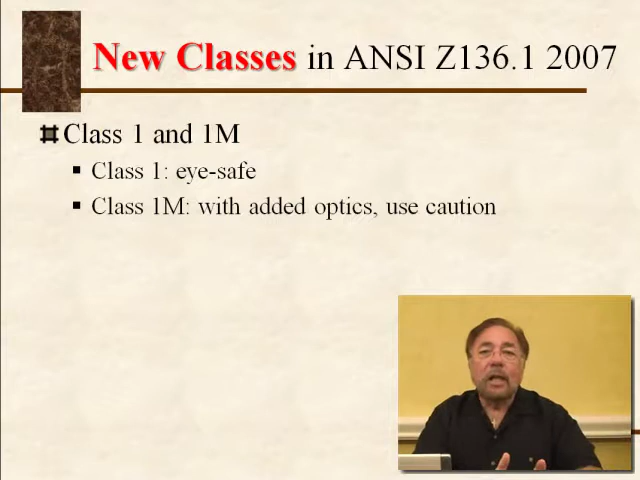 New Classes in ANSI Z136.1 2007
Class 1 and 1M
Class 1: eye-safe
Class 1M: with added optics, use caution